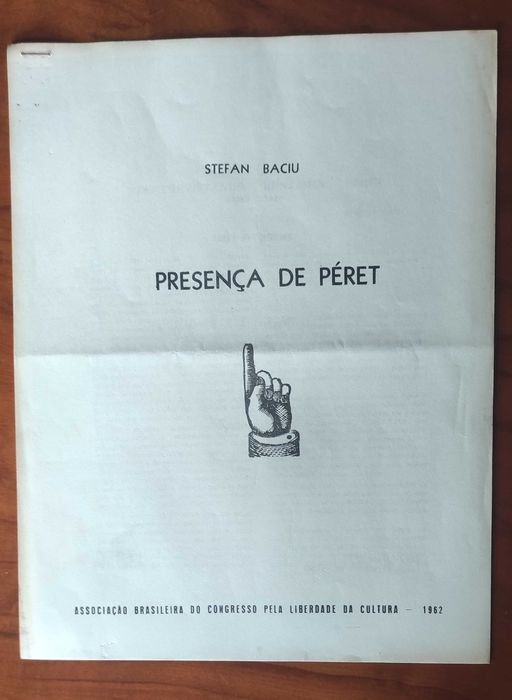 STEFAN BACIU
PRESENÇA DE PÉRET
ASSOCIAÇÃO BRASILEIRA DO CONGRESSO PELA LIBERDADE DA CULTURA — 1962